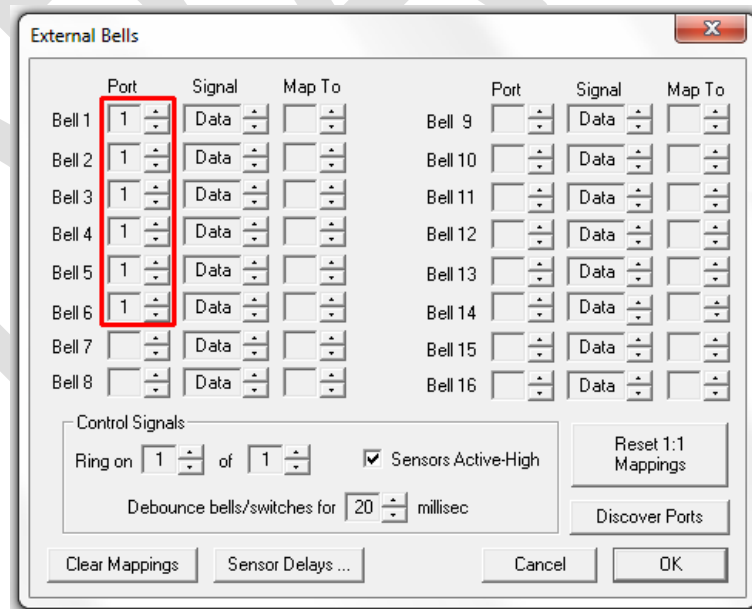 External Bells
Port Signal Map To Port Signal Map To
Bell 1 1 Data Bell 9 Data
Bell 2 1 Data Bell 10 Data
Bell 3 1 Data Bell 11 Data
Bell 4 1 Data Bell 12 Data
Bell 5 1 Data Bell 13 Data
Bell 6 1 Data Bell 14 Data
Bell 7 Data Bell 15 Data
Bell 8 Data Bell 16 Data
Control Signals
Ring on 1 of 1 Sensors Active-High
Debounce bells/switches for 20 millisec
Reset 1:1
Mappings
Discover Ports
Clear Mappings Sensor Delays ... Cancel OK